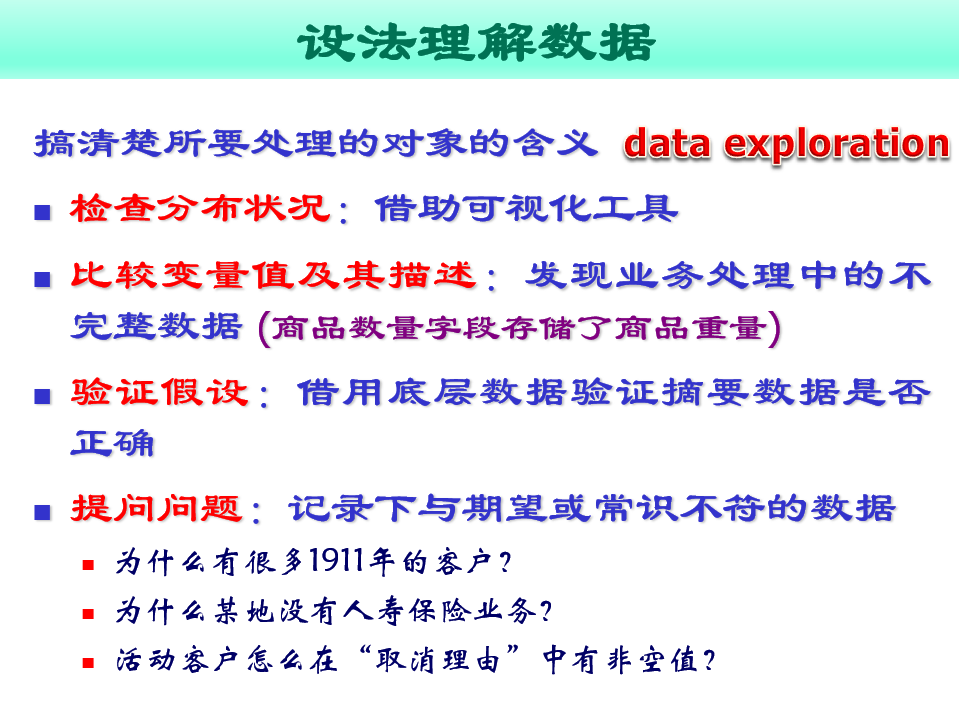 设法理解数据
搞清楚所要处理的对象的含义 data exploration
检查分布状况：借助可视化工具
比较变量值及其描述：发现业务处理中的不
完整数据 (商品数量字段存储了商品重量)
验证假设：借用底层数据验证摘要数据是否
正确
提问问题：记录下与期望或常识不符的数据
为什么有很多1911年的客户？
为什么某地没有人寿保险业务？
活动客户怎么在“取消理由”中有非空值？